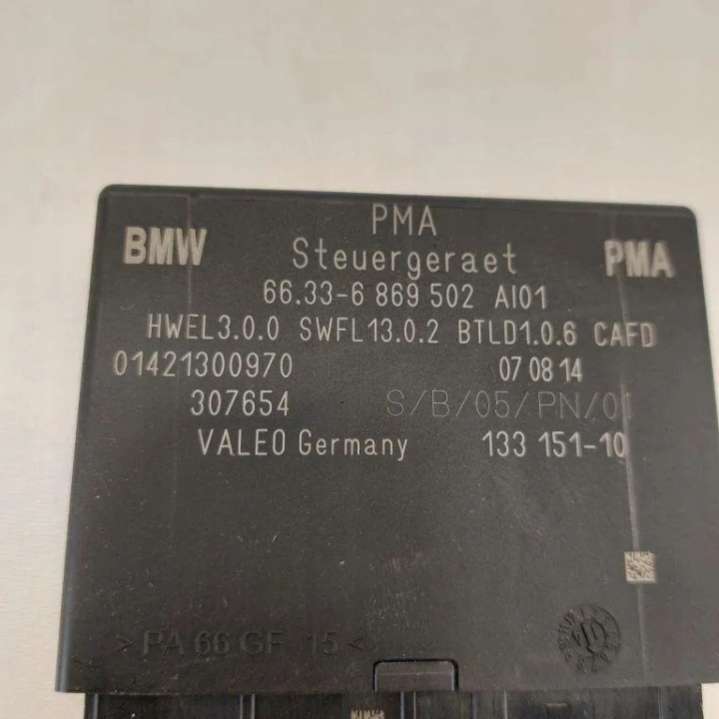 PMA
BMW Steuergeraet PMA
66.33-6 869 502 AI01
HWEL3.0.0 SWFL13.0.2 BTLD1.0.6 CAFD
01421300970 07 08 14
307654 S/B/05/PN/01
VALEO Germany 133 151-10
>PA 66 GF 15<